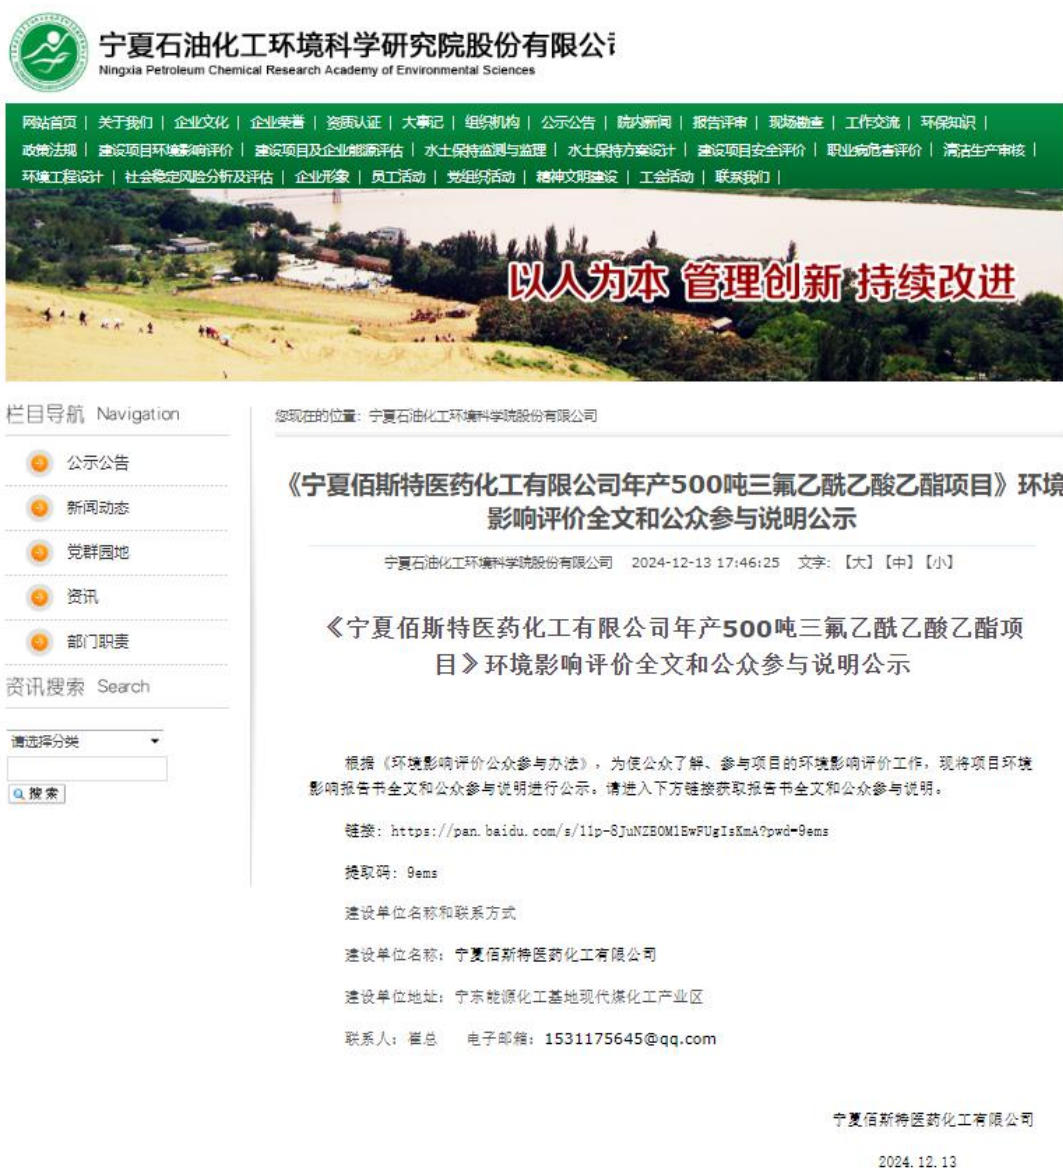 宁夏石油化工环境科学研究院股份有限公
Ningxia Petroleum Chemical Research Academy of Environmental Sciences
网站首页 | 关于我们 | 企业文化 | 企业荣誉 | 资质认证 | 大事记 | 组织机构 | 公示公告 | 院内新闻 | 报告评审 | 现场勘查 | 工作交流 | 环保知识 |
政策法规 | 建设项目环境影响评价 | 建设项目及企业能源评估 | 水土保持监测与监理 | 水土保持方案设计 | 建设项目安全评价 | 职业病危害评价 | 清洁生产审核 |
环境工程设计 | 社会稳定风险分析及评估 | 企业形象 | 员工活动 | 党组织活动 | 精神文明建设 | 工会活动 | 联系我们 |
以人为本 管理创新 持续改进
栏目导航 Navigation
公示公告
新闻动态
党群园地
资讯
部门职责
资讯搜索 Search
请选择分类
搜索
您现在的位置：宁夏石油化工环境科学院股份有限公司
《宁夏佰斯特医药化工有限公司年产500吨三氟乙酰乙酸乙酯项目》环境
影响评价全文和公众参与说明公示
宁夏石油化工环境科学院股份有限公司 2024-12-13 17:46:25 文字：【大】【中】【小】
《宁夏佰斯特医药化工有限公司年产500吨三氟乙酰乙酸乙酯项
目》环境影响评价全文和公众参与说明公示
根据《环境影响评价公众参与办法》，为使公众了解、参与项目的环境影响评价工作，现将项目环境
影响报告书全文和公众参与说明进行公示。请进入下方链接获取报告书全文和公众参与说明。
链接: https://pan.baidu.com/s/11p-SJuNZEOM1EwFUgIsKmA?pwd=9ems
提取码: 9ems
建设单位名称和联系方式
建设单位名称：宁夏佰斯特医药化工有限公司
建设单位地址：宁东能源化工基地现代煤化工产业区
联系人：崔总 电子邮箱：1531175645@qq.com
宁夏佰斯特医药化工有限公司
2024.12.13